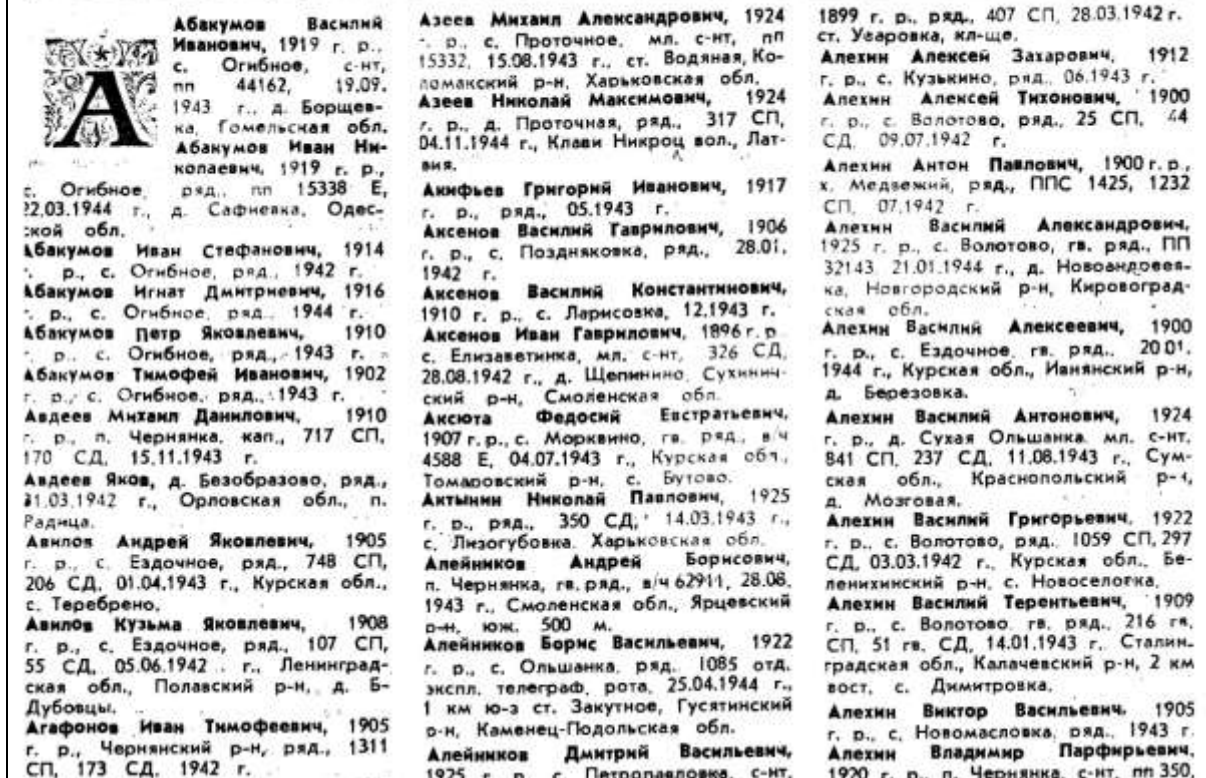 Абакумов Василий
Иванович, 1919 г. р.,
с. Огибное, с-нт,
пп 44162, 19.09.
1943 г., д. Борщев-
ка, Гомельская обл.
Абакумов Иван Ни-
колаевич, 1919 г. р.,
с. Огибное, ряд., пп 15338 Е,
22.03.1944 г., д. Сафиевка, Одес-
ской обл.
Абакумов Иван Стефанович, 1914
г. р., с. Огибное, ряд., 1942 г.
Абакумов Игнат Дмитриевич, 1916
г. р., с. Огибное, ряд., 1944 г.
Абакумов Петр Яковлевич, 1910
г. р., с. Огибное, ряд., 1943 г.
Абакумов Тимофей Иванович, 1902
г. р., с. Огибное, ряд., 1943 г.
Авдеев Михаил Данилович, 1910
г. р., п. Чернянка, кап., 717 СП,
170 СД, 15.11.1943 г.
Авдеев Яков, д. Безобразово, ряд.,
31.03.1942 г., Орловская обл., п.
Радица.
Авилов Андрей Яковлевич, 1905
г. р., с. Ездочное, ряд., 748 СП,
206 СД, 01.04.1943 г., Курская обл.,
с. Теребрено.
Авилов Кузьма Яковлевич, 1908
г. р., с. Ездочное, ряд., 107 СП,
55 СД, 05.06.1942 . г., Ленинград-
ская обл., Полавский р-н, д. Б-
Дубовцы.
Агафонов Иван Тимофеевич, 1905
г. р., Чернянский р-н, ряд., 1311
СП, 173 СД, 1942 г.
Азеев Михаил Александрович, 1924
г. р., с. Проточное, мл. с-нт, пп
15332, 15.08.1943 г., ст. Водяная, Ко-
ломакский р-н, Харьковская обл.
Азеев Николай Максимович, 1924
г. р., д. Проточная, ряд., 317 СП,
04.11.1944 г., Клави Никроц вол., Лат-
вия.
Акифьев Григорий Иванович, 1917
г. р., ряд., 05.1943 г.
Аксенов Василий Гаврилович, 1906
г. р., с. Поздняковка, ряд., 28.01.
1942 г.
Аксенов Василий Константинович,
1910 г. р., с. Ларисовка, 12.1943 г.
Аксенов Иван Гаврилович, 1896 г. р.
с. Елизаветинка, мл. с-нт, 326 СД,
28.08.1942 г., д. Щепинино, Сухинич-
ский р-н, Смоленская обл.
Аксюта Федосий Евстратьевич,
1907 г. р., с. Морквино, гв. ряд., в/ч
4588 Е, 04.07.1943 г., Курская обл.,
Томаровский р-н, с. Бутово.
Актынин Николай Павлович, 1925
г. р., ряд., 350 СД, 14.03.1943 г.,
с. Лизогубовка, Харьковская обл.
Алейников Андрей Борисович,
п. Чернянка, гв. ряд., в/ч 62911, 28.08.
1943 г., Смоленская обл., Ярцевский
р-н, юж. 500 м.
Алейников Борис Васильевич, 1922
г. р., с. Ольшанка, ряд., 1085 отд.
экспл. телеграф. рота, 25.04.1944 г.,
1 км ю-з ст. Закутное, Гусятинский
р-н, Каменец-Подольская обл.
Алейников Дмитрий Васильевич,
1925 г. р., с. Петропавловка, с-нт,
1899 г. р., ряд., 407 СП, 28.03.1942 г.
ст. Уваровка, кл-ще.
Алехин Алексей Захарович, 1912
г. р., с. Кузькино, ряд., 06.1943 г.
Алехин Алексей Тихонович, 1900
г. р., с. Волотово, ряд., 25 СП, 44
СД, 09.07.1942 г.
Алехин Антон Павлович, 1900 г. р.,
х. Медвежий, ряд., ППС 1425, 1232
СП, 07.1942 г.
Алехин Василий Александрович,
1925 г. р., с. Волотово, гв. ряд., ПП
32143, 21.01.1944 г., д. Новоандреев-
ка, Новгородский р-н, Кировоград-
ская обл.
Алехин Василий Алексеевич, 1900
г. р., с. Ездочное, гв. ряд., 20.01.
1944 г., Курская обл., Ивнянский р-н,
д. Березовка.
Алехин Василий Антонович, 1924
г. р., д. Сухая Ольшанка, мл. с-нт,
841 СП, 237 СД, 11.08.1943 г., Сум-
ская обл., Краснопольский р-н,
д. Мозговая.
Алехин Василий Григорьевич, 1922
г. р., с. Волотово, ряд., 1059 СП, 297
СД, 03.03.1942 г., Курская обл., Бе-
ленихинский р-н, с. Новоселовка.
Алехин Василий Терентьевич, 1909
г. р., с. Волотово, гв. ряд., 216 гв.
СП, 51 гв. СД, 14.01.1943 г., Сталин-
градская обл., Калачевский р-н, 2 км
вост. с. Димитровка.
Алехин Виктор Васильевич, 1905
г. р., с. Новомасловка, ряд., 1943 г.
Алехин Владимир Парфирьевич,
1920 г. р., п. Чернянка, с-нт, пп 350,